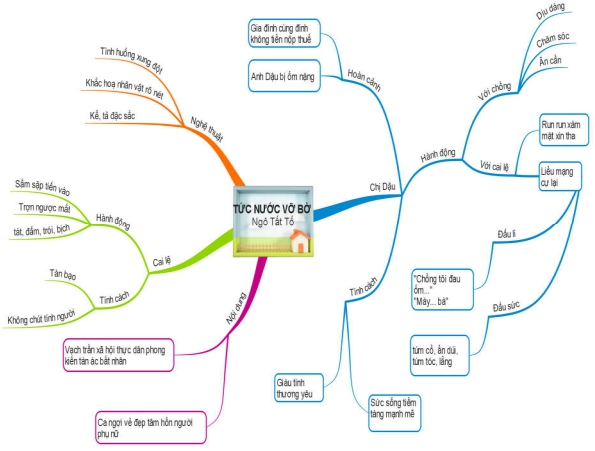 TỨC NƯỚC VỠ BỜ
Ngô Tất Tố
Nghệ thuật
Tình huống xung đột
Khắc hoạ nhân vật rõ nét
Kể, tả đặc sắc
Cai lệ
Hành động
Sầm sập tiến vào
Trợn ngược mắt
tát, đấm, trói, bịch
Tính cách
Tàn bạo
Không chút tính người
Nội dung
Vạch trần xã hội thực dân phong
kiến tàn ác bất nhân
Ca ngợi vẻ đẹp tâm hồn người
phụ nữ
Chị Dậu
Hoàn cảnh
Gia đình cùng đinh
không tiền nộp thuế
Anh Dậu bị ốm nặng
Hành động
Với chồng
Dịu dàng
Chăm sóc
Ân cần
Với cai lệ
Run run xám
mặt xin tha
Liều mạng
cự lại
Đấu lí
"Chồng tôi đau
ốm..."
"Mày... bà"
Đấu sức
túm cổ, ấn dúi,
túm tóc, lẳng
Tính cách
Giàu tình
thương yêu
Sức sống tiềm
tàng mạnh mẽ